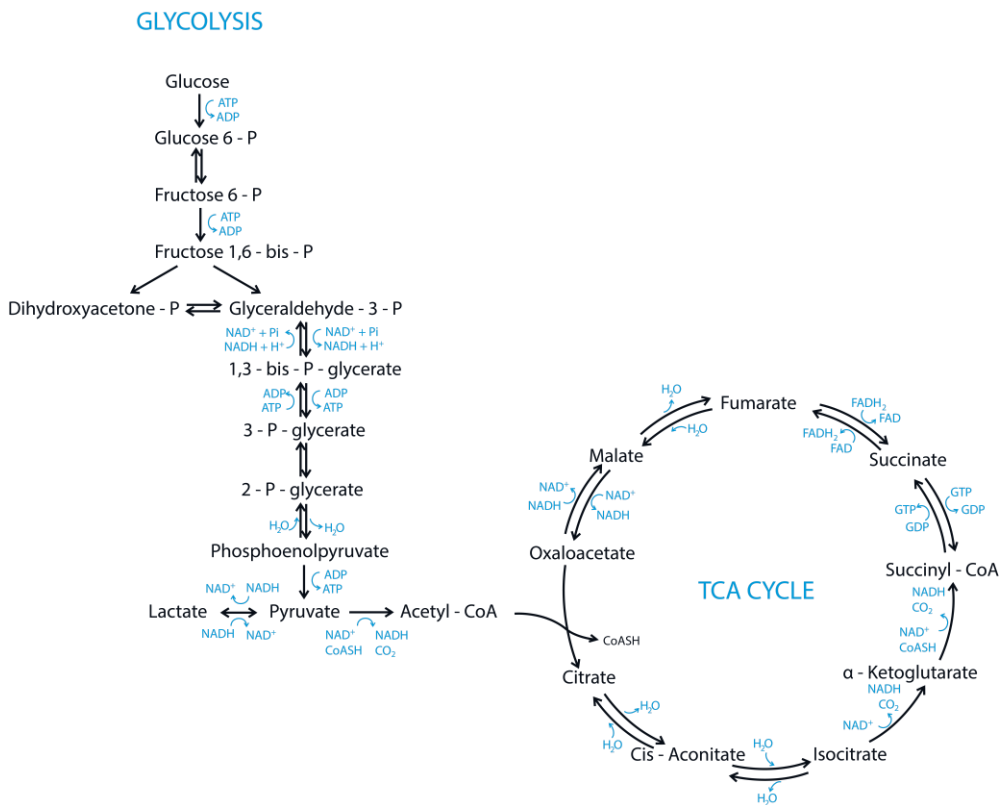 GLYCOLYSIS
Glucose
ATP
ADP
Glucose 6 - P
Fructose 6 - P
ATP
ADP
Fructose 1,6 - bis - P
Dihydroxyacetone - P
Glyceraldehyde - 3 - P
NAD⁺ + Pi
NADH + H⁺
NAD⁺ + Pi
NADH + H⁺
1,3 - bis - P - glycerate
ADP
ATP
ADP
ATP
3 - P - glycerate
2 - P - glycerate
H₂O
H₂O
Phosphoenolpyruvate
ADP
ATP
NAD⁺
NADH
Lactate
Pyruvate
Acetyl - CoA
NADH
NAD⁺
NAD⁺
CoASH
NADH
CO₂
TCA CYCLE
CoASH
Oxaloacetate
NAD⁺
NADH
NAD⁺
NADH
Malate
H₂O
H₂O
Fumarate
FADH₂
FAD
FADH₂
FAD
Succinate
GTP
GDP
GTP
GDP
Succinyl - CoA
NADH
CO₂
NAD⁺
CoASH
α - Ketoglutarate
NADH
CO₂
NAD⁺
Isocitrate
H₂O
H₂O
Cis - Aconitate
H₂O
H₂O
Citrate